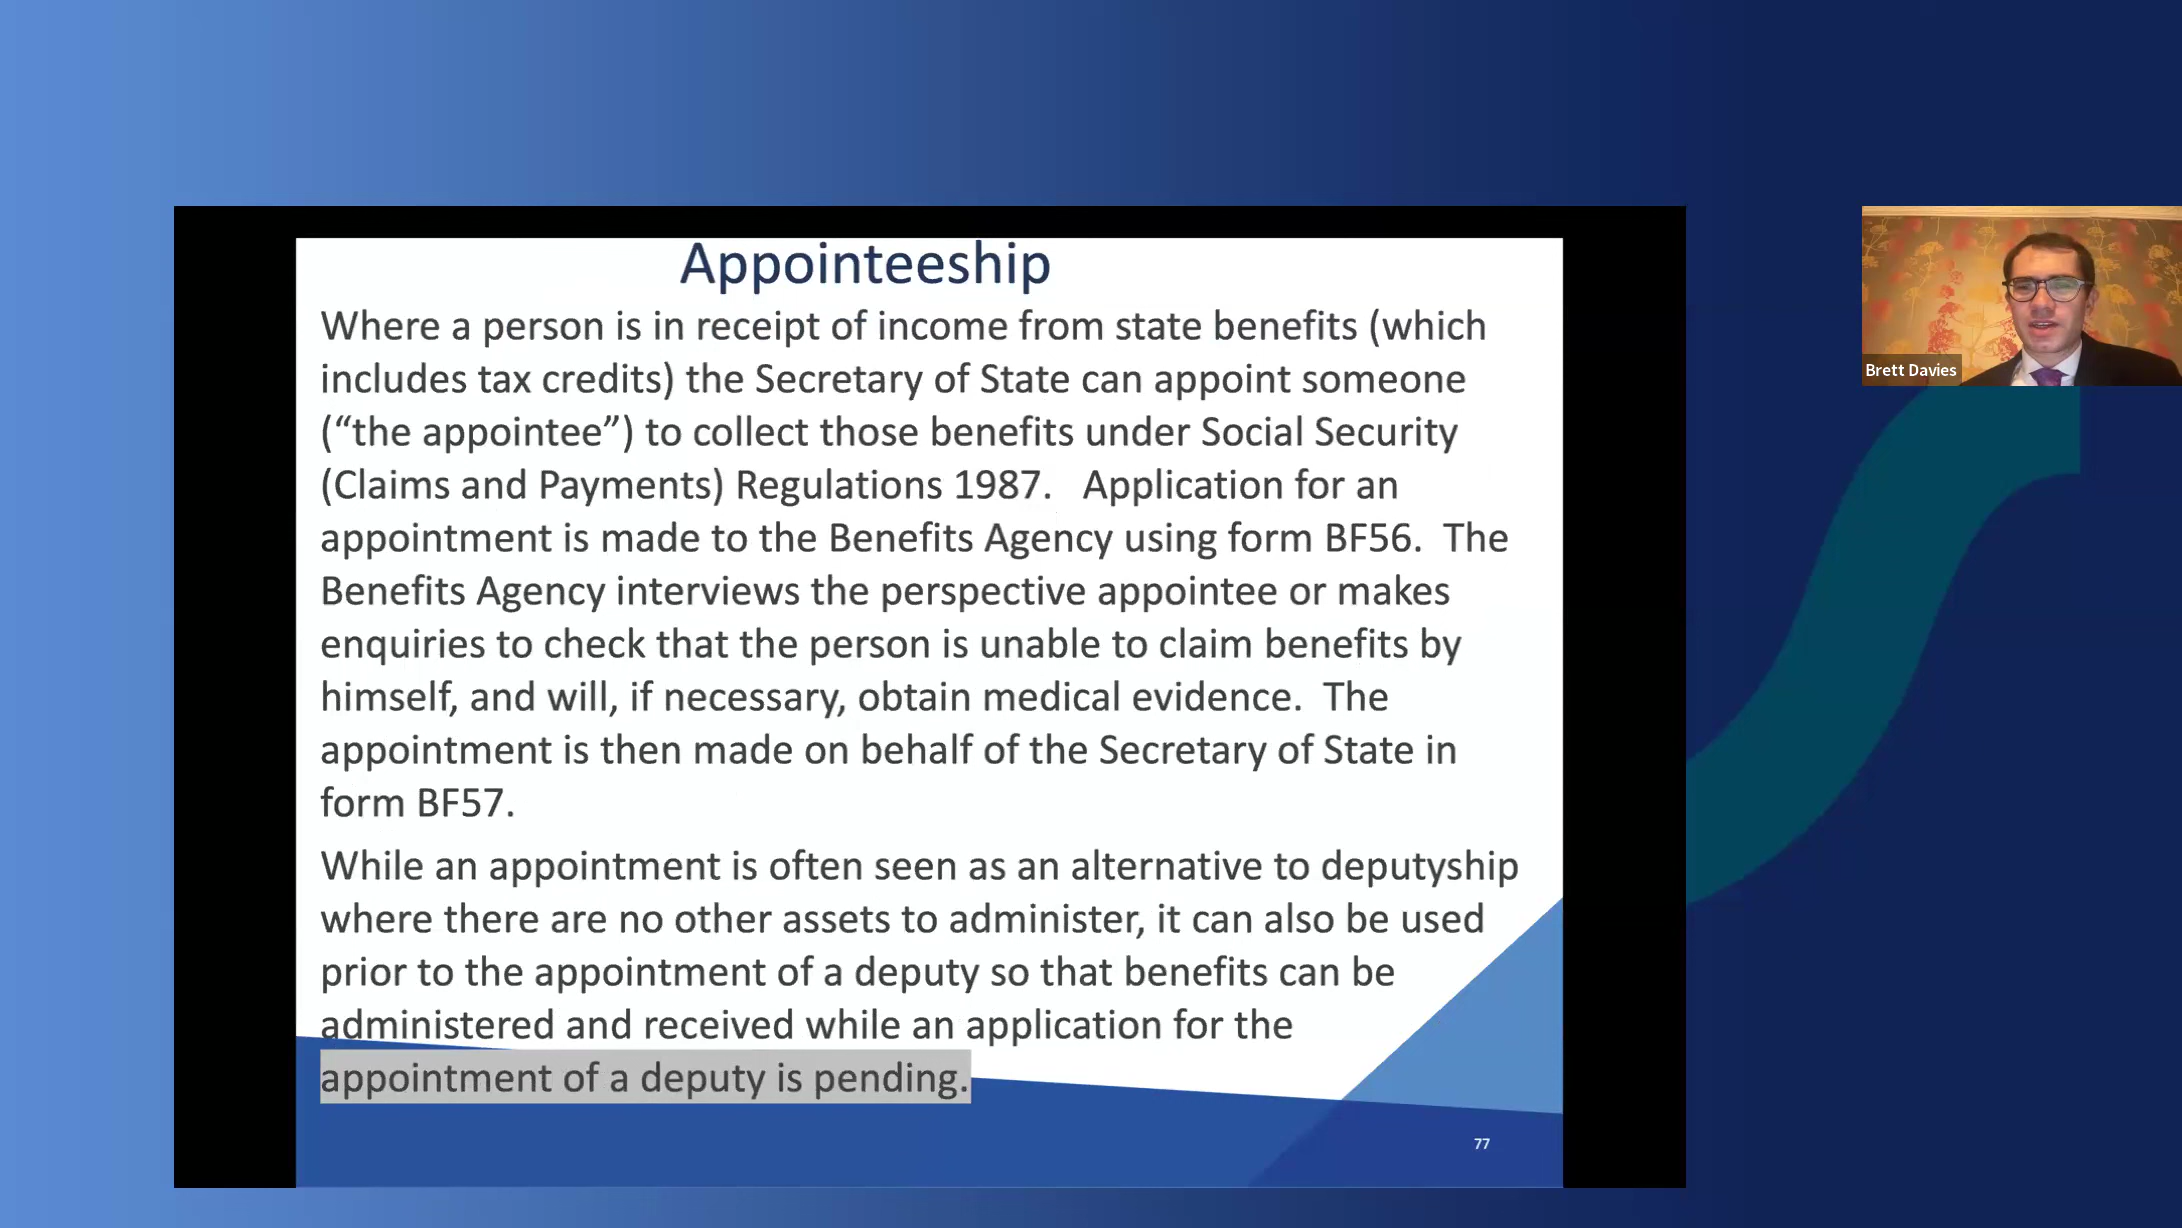 Appointeeship
Where a person is in receipt of income from state benefits (which
includes tax credits) the Secretary of State can appoint someone
(“the appointee”) to collect those benefits under Social Security
(Claims and Payments) Regulations 1987.   Application for an
appointment is made to the Benefits Agency using form BF56.  The
Benefits Agency interviews the perspective appointee or makes
enquiries to check that the person is unable to claim benefits by
himself, and will, if necessary, obtain medical evidence.  The
appointment is then made on behalf of the Secretary of State in
form BF57.
While an appointment is often seen as an alternative to deputyship
where there are no other assets to administer, it can also be used
prior to the appointment of a deputy so that benefits can be
administered and received while an application for the
appointment of a deputy is pending.
77
Brett Davies